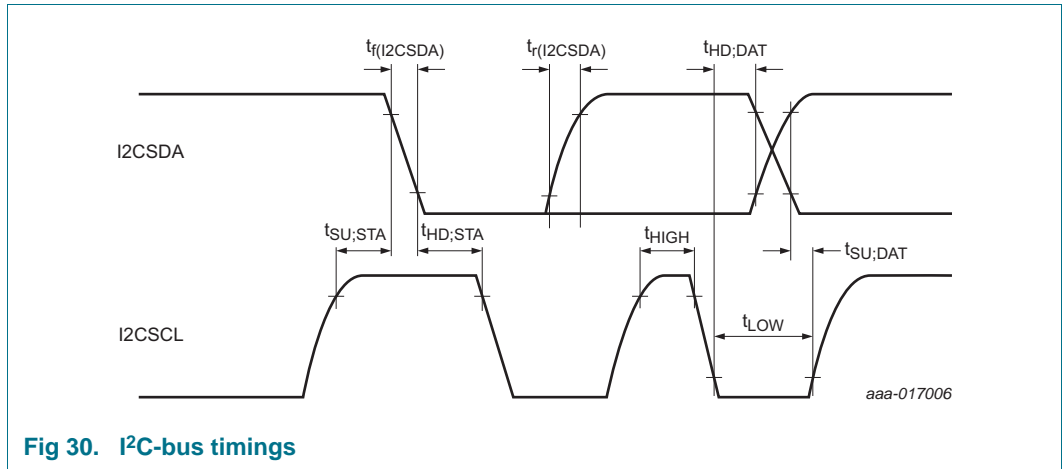 tf(I2CSDA) tr(I2CSDA) tHD;DAT
I2CSDA
tSU;STA tHD;STA tHIGH tSU;DAT
tLOW
I2CSCL
aaa-017006
Fig 30. I²C-bus timings